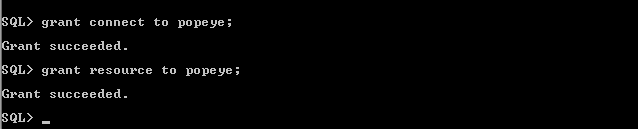 SQL> grant connect to popeye;
Grant succeeded.
SQL> grant resource to popeye;
Grant succeeded.
SQL> _